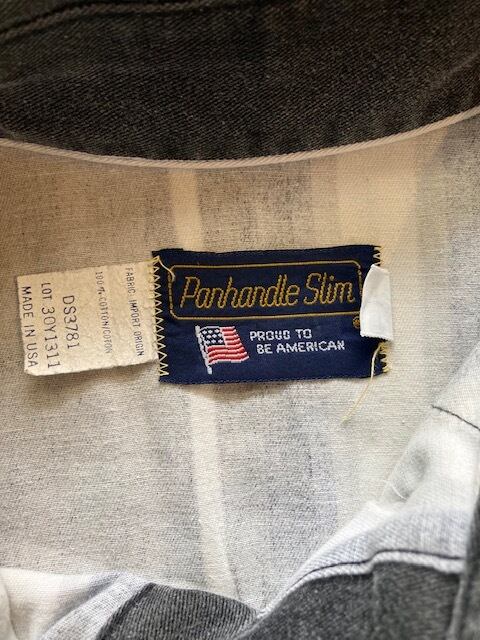 Panhandle Slim
PROUD TO
BE AMERICAN
FABRIC IMPORT ORIGIN
100% COTTON/COTON
DS3781
LOT 30Y1311
MADE IN USA